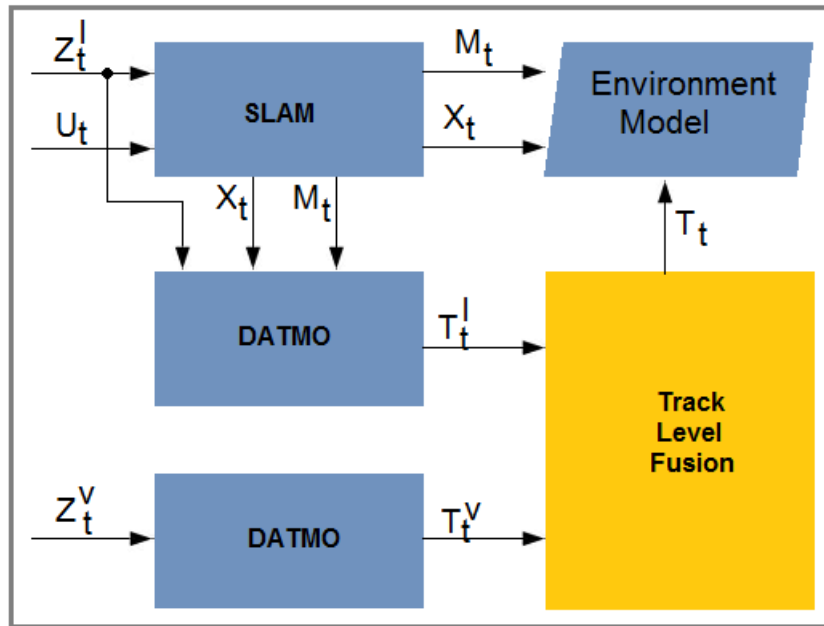 Z_t^l
M_t
Environment
Model
SLAM
U_t
X_t
X_t
M_t
T_t
DATMO
T_t^l
Track
Level
Fusion
Z_t^v
DATMO
T_t^v